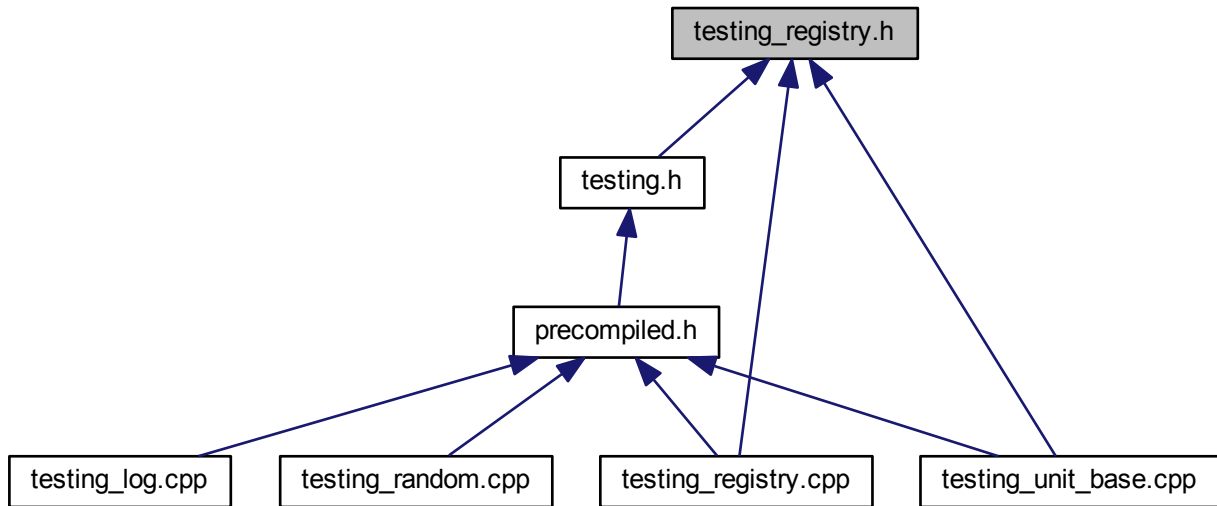 testing_registry.h
testing.h
precompiled.h
testing_log.cpp
testing_random.cpp
testing_registry.cpp
testing_unit_base.cpp